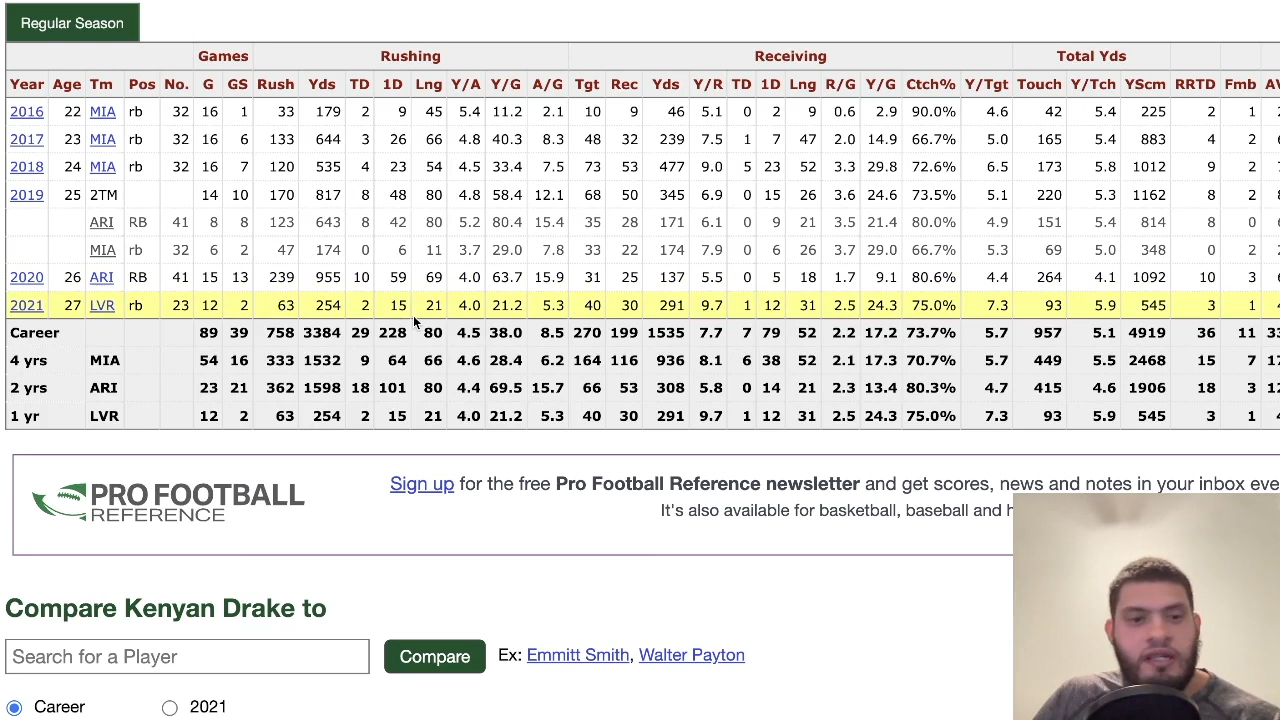 Regular Season
Games Rushing Receiving Total Yds
Year Age Tm Pos No. G GS Rush Yds TD 1D Lng Y/A Y/G A/G Tgt Rec Yds Y/R TD 1D Lng R/G Y/G Ctch% Y/Tgt Touch Y/Tch YScm RRTD Fmb
2016 22 MIA rb 32 16 1 33 179 2 9 45 5.4 11.2 2.1 10 9 46 5.1 0 2 9 0.6 2.9 90.0% 4.6 42 5.4 225 2 1
2017 23 MIA rb 32 16 6 133 644 3 26 66 4.8 40.3 8.3 48 32 239 7.5 1 7 47 2.0 14.9 66.7% 5.0 165 5.4 883 4 2
2018 24 MIA rb 32 16 7 120 535 4 23 54 4.5 33.4 7.5 73 53 477 9.0 5 23 52 3.3 29.8 72.6% 6.5 173 5.8 1012 9 2
2019 25 2TM 14 10 170 817 8 48 80 4.8 58.4 12.1 68 50 345 6.9 0 15 26 3.6 24.6 73.5% 5.1 220 5.3 1162 8 2
ARI RB 41 8 8 123 643 8 42 80 5.2 80.4 15.4 35 28 171 6.1 0 9 21 3.5 21.4 80.0% 4.9 151 5.4 814 8 0
MIA rb 32 6 2 47 174 0 6 11 3.7 29.0 7.8 33 22 174 7.9 0 6 26 3.7 29.0 66.7% 5.3 69 5.0 348 0 2
2020 26 ARI RB 41 15 13 239 955 10 59 69 4.0 63.7 15.9 31 25 137 5.5 0 5 18 1.7 9.1 80.6% 4.4 264 4.1 1092 10 3
2021 27 LVR rb 23 12 2 63 254 2 15 21 4.0 21.2 5.3 40 30 291 9.7 1 12 31 2.5 24.3 75.0% 7.3 93 5.9 545 3 1
Career 89 39 758 3384 29 228 80 4.5 38.0 8.5 270 199 1535 7.7 7 79 52 2.2 17.2 73.7% 5.7 957 5.1 4919 36 11
4 yrs MIA 54 16 333 1532 9 64 66 4.6 28.4 6.2 164 116 936 8.1 6 38 52 2.1 17.3 70.7% 5.7 449 5.5 2468 15 7
2 yrs ARI 23 21 362 1598 18 101 80 4.4 69.5 15.7 66 53 308 5.8 0 14 21 2.3 13.4 80.3% 4.7 415 4.6 1906 18 3
1 yr LVR 12 2 63 254 2 15 21 4.0 21.2 5.3 40 30 291 9.7 1 12 31 2.5 24.3 75.0% 7.3 93 5.9 545 3 1
PRO FOOTBALL
REFERENCE
Sign up for the free Pro Football Reference newsletter and get scores, news and notes in your inbox eve
It's also available for basketball, baseball and h
Compare Kenyan Drake to
Search for a Player Compare Ex: Emmitt Smith, Walter Payton
Career 2021